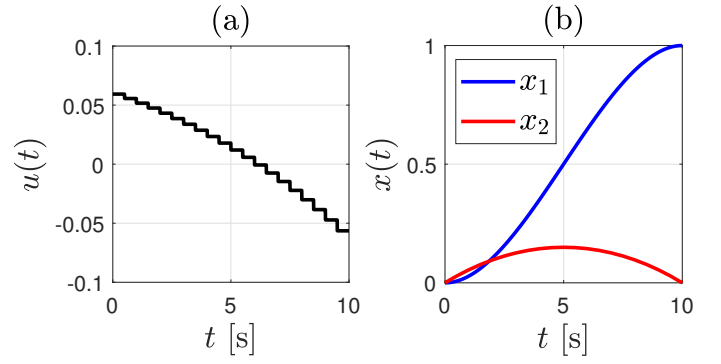 (a)
0.1
0.05
0
-0.05
-0.1
u(t)
0 5 10
t [s]
(b)
1
0.5
0
x(t)
x₁
x₂
0 5 10
t [s]